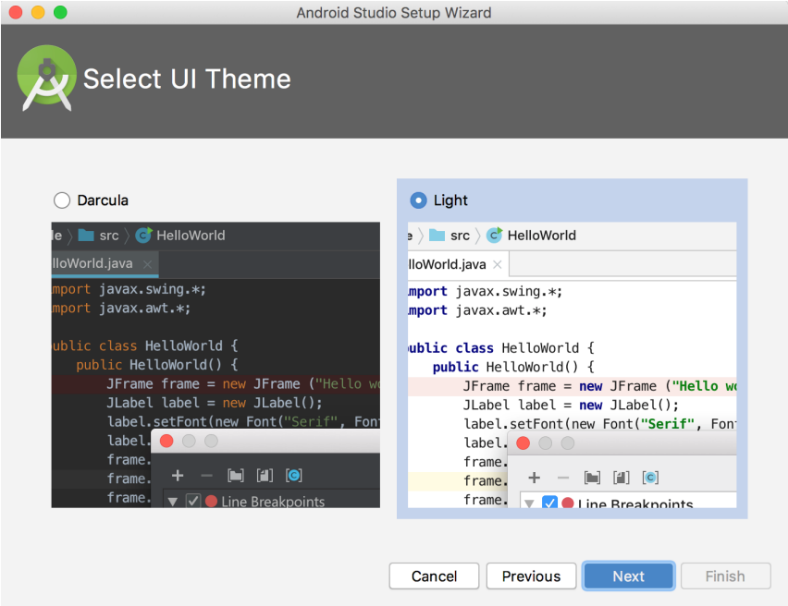 Android Studio Setup Wizard
Select UI Theme
Darcula
le 〉 src 〉 HelloWorld
lloWorld.java ×
mport javax.swing.*;
mport javax.awt.*;
ublic class HelloWorld {
public HelloWorld() {
JFrame frame = new JFrame ("Hello wo
JLabel label = new JLabel();
label.setFont(new Font("Serif", Fon
label.
frame.
frame.
frame.
Line Breakpoints
Light
e 〉 src 〉 HelloWorld
lloWorld.java ×
mport javax.swing.*;
mport javax.awt.*;
ublic class HelloWorld {
public HelloWorld() {
JFrame frame = new JFrame ("Hello wo
JLabel label = new JLabel();
label.setFont(new Font("Serif", Fon
label.
frame.
frame.
frame.
Line Breakpoints
Cancel Previous Next Finish